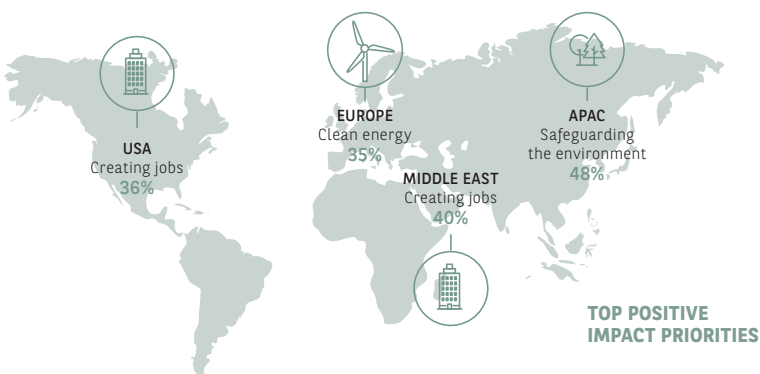 USA
Creating jobs
36%
EUROPE
Clean energy
35%
MIDDLE EAST
Creating jobs
40%
APAC
Safeguarding
the environment
48%
TOP POSITIVE
IMPACT PRIORITIES